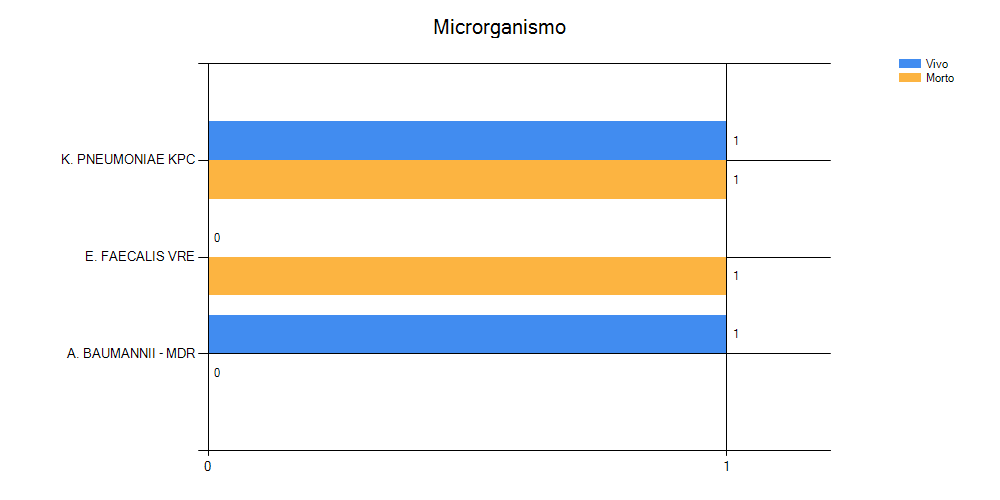 Microrganismo
Vivo
Morto
K. PNEUMONIAE KPC
1
1
E. FAECALIS VRE
0
1
A. BAUMANNII - MDR
1
0
0
1